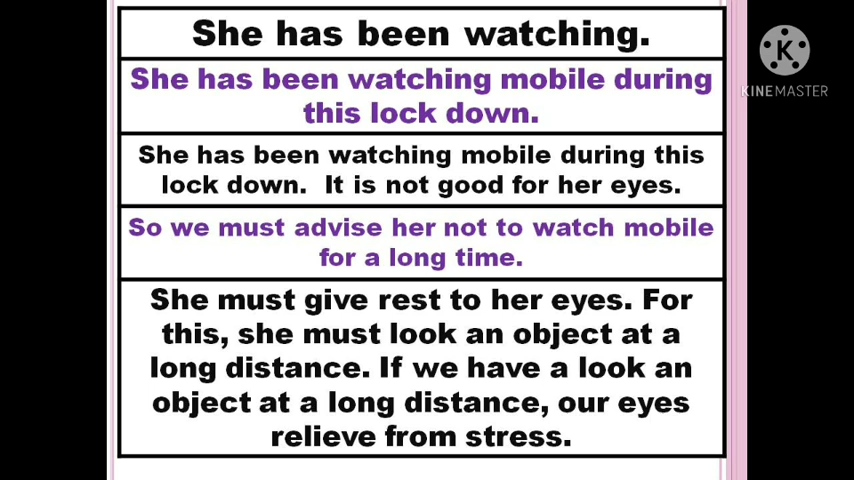 She has been watching.
She has been watching mobile during
this lock down.
She has been watching mobile during this
lock down. It is not good for her eyes.
So we must advise her not to watch mobile
for a long time.
She must give rest to her eyes. For
this, she must look an object at a
long distance. If we have a look an
object at a long distance, our eyes
relieve from stress.
K
KINEMASTER